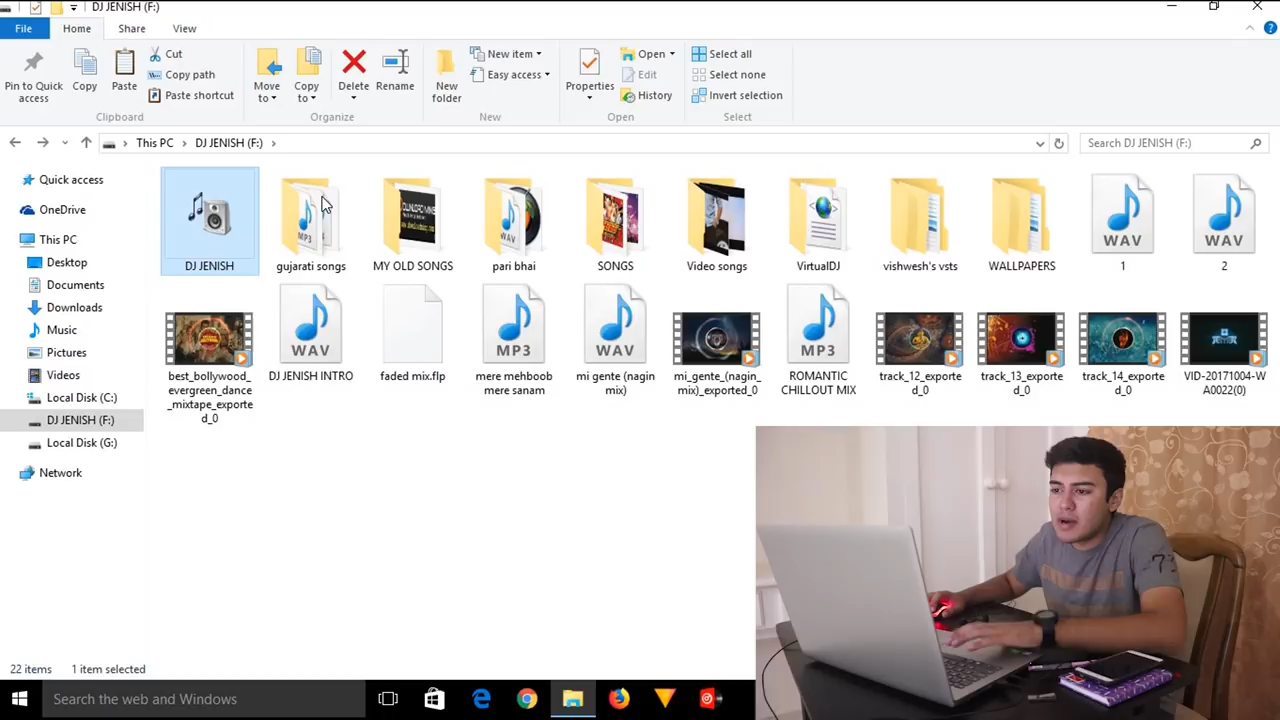 DJ JENISH (F:)
File
Home
Share
View
Pin to Quick
access
Copy
Paste
Cut
Copy path
Paste shortcut
Clipboard
Move
to
Copy
to
Delete
Rename
Organize
New
folder
New item
Easy access
New
Properties
Open
Edit
History
Open
Select all
Select none
Invert selection
Select
This PC
DJ JENISH (F:)
Search DJ JENISH (F:)
Quick access
OneDrive
This PC
Desktop
Documents
Downloads
Music
Pictures
Videos
Local Disk (C:)
DJ JENISH (F:)
Local Disk (G:)
Network
MP3
WAV
WAV
WAV
DJ JENISH
gujarati songs
MY OLD SONGS
pari bhai
SONGS
Video songs
VirtualDJ
vishwesh's vsts
WALLPAPERS
1
2
WAV
MP3
WAV
MP3
best_bollywood_
evergreen_dance
_mixtape_exporte
d_0
DJ JENISH INTRO
faded mix.flp
mere mehboob
mere sanam
mi gente (nagin
mix)
mi_gente_(nagin_
mix)_exported_0
ROMANTIC
CHILLOUT MIX
track_12_exporte
d_0
track_13_exporte
d_0
track_14_exporte
d_0
VID-20171004-W
A0022(0)
22 items
1 item selected
Search the web and Windows